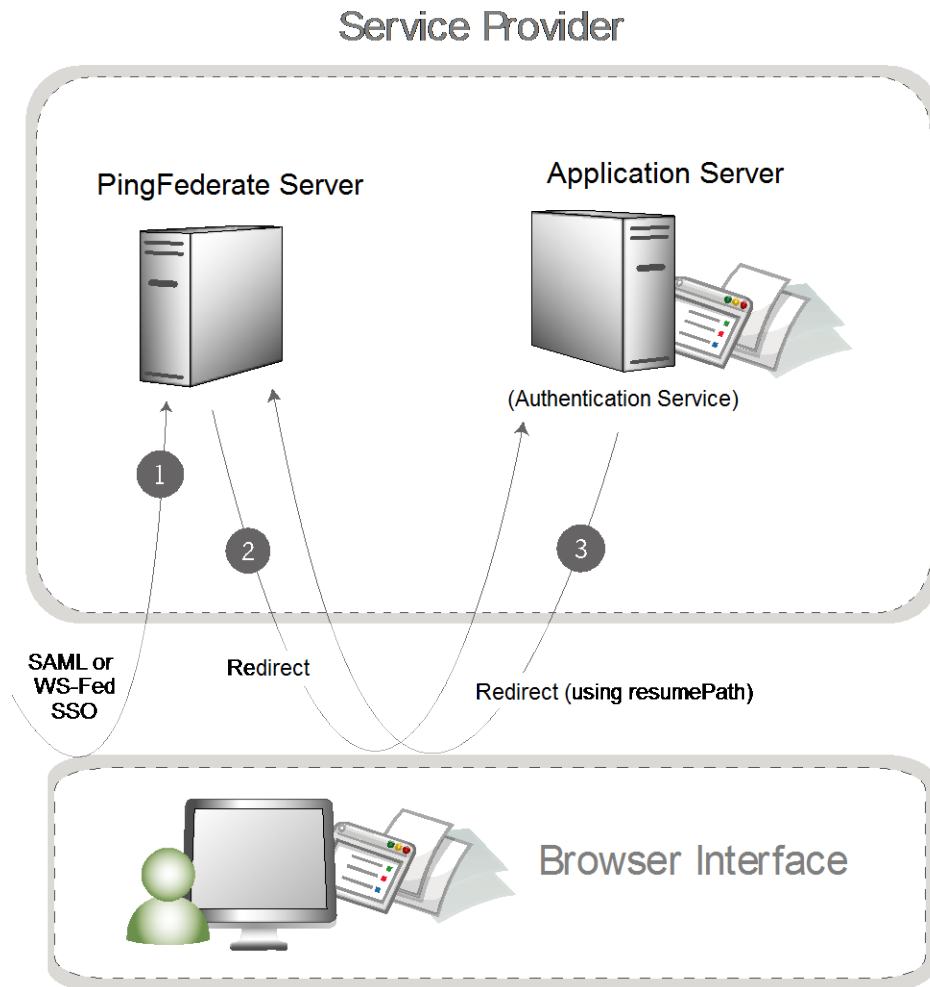 Service Provider
PingFederate Server
Application Server
(Authentication Service)
1
2
3
SAML or
WS-Fed
SSO
Redirect
Redirect (using resumePath)
Browser Interface